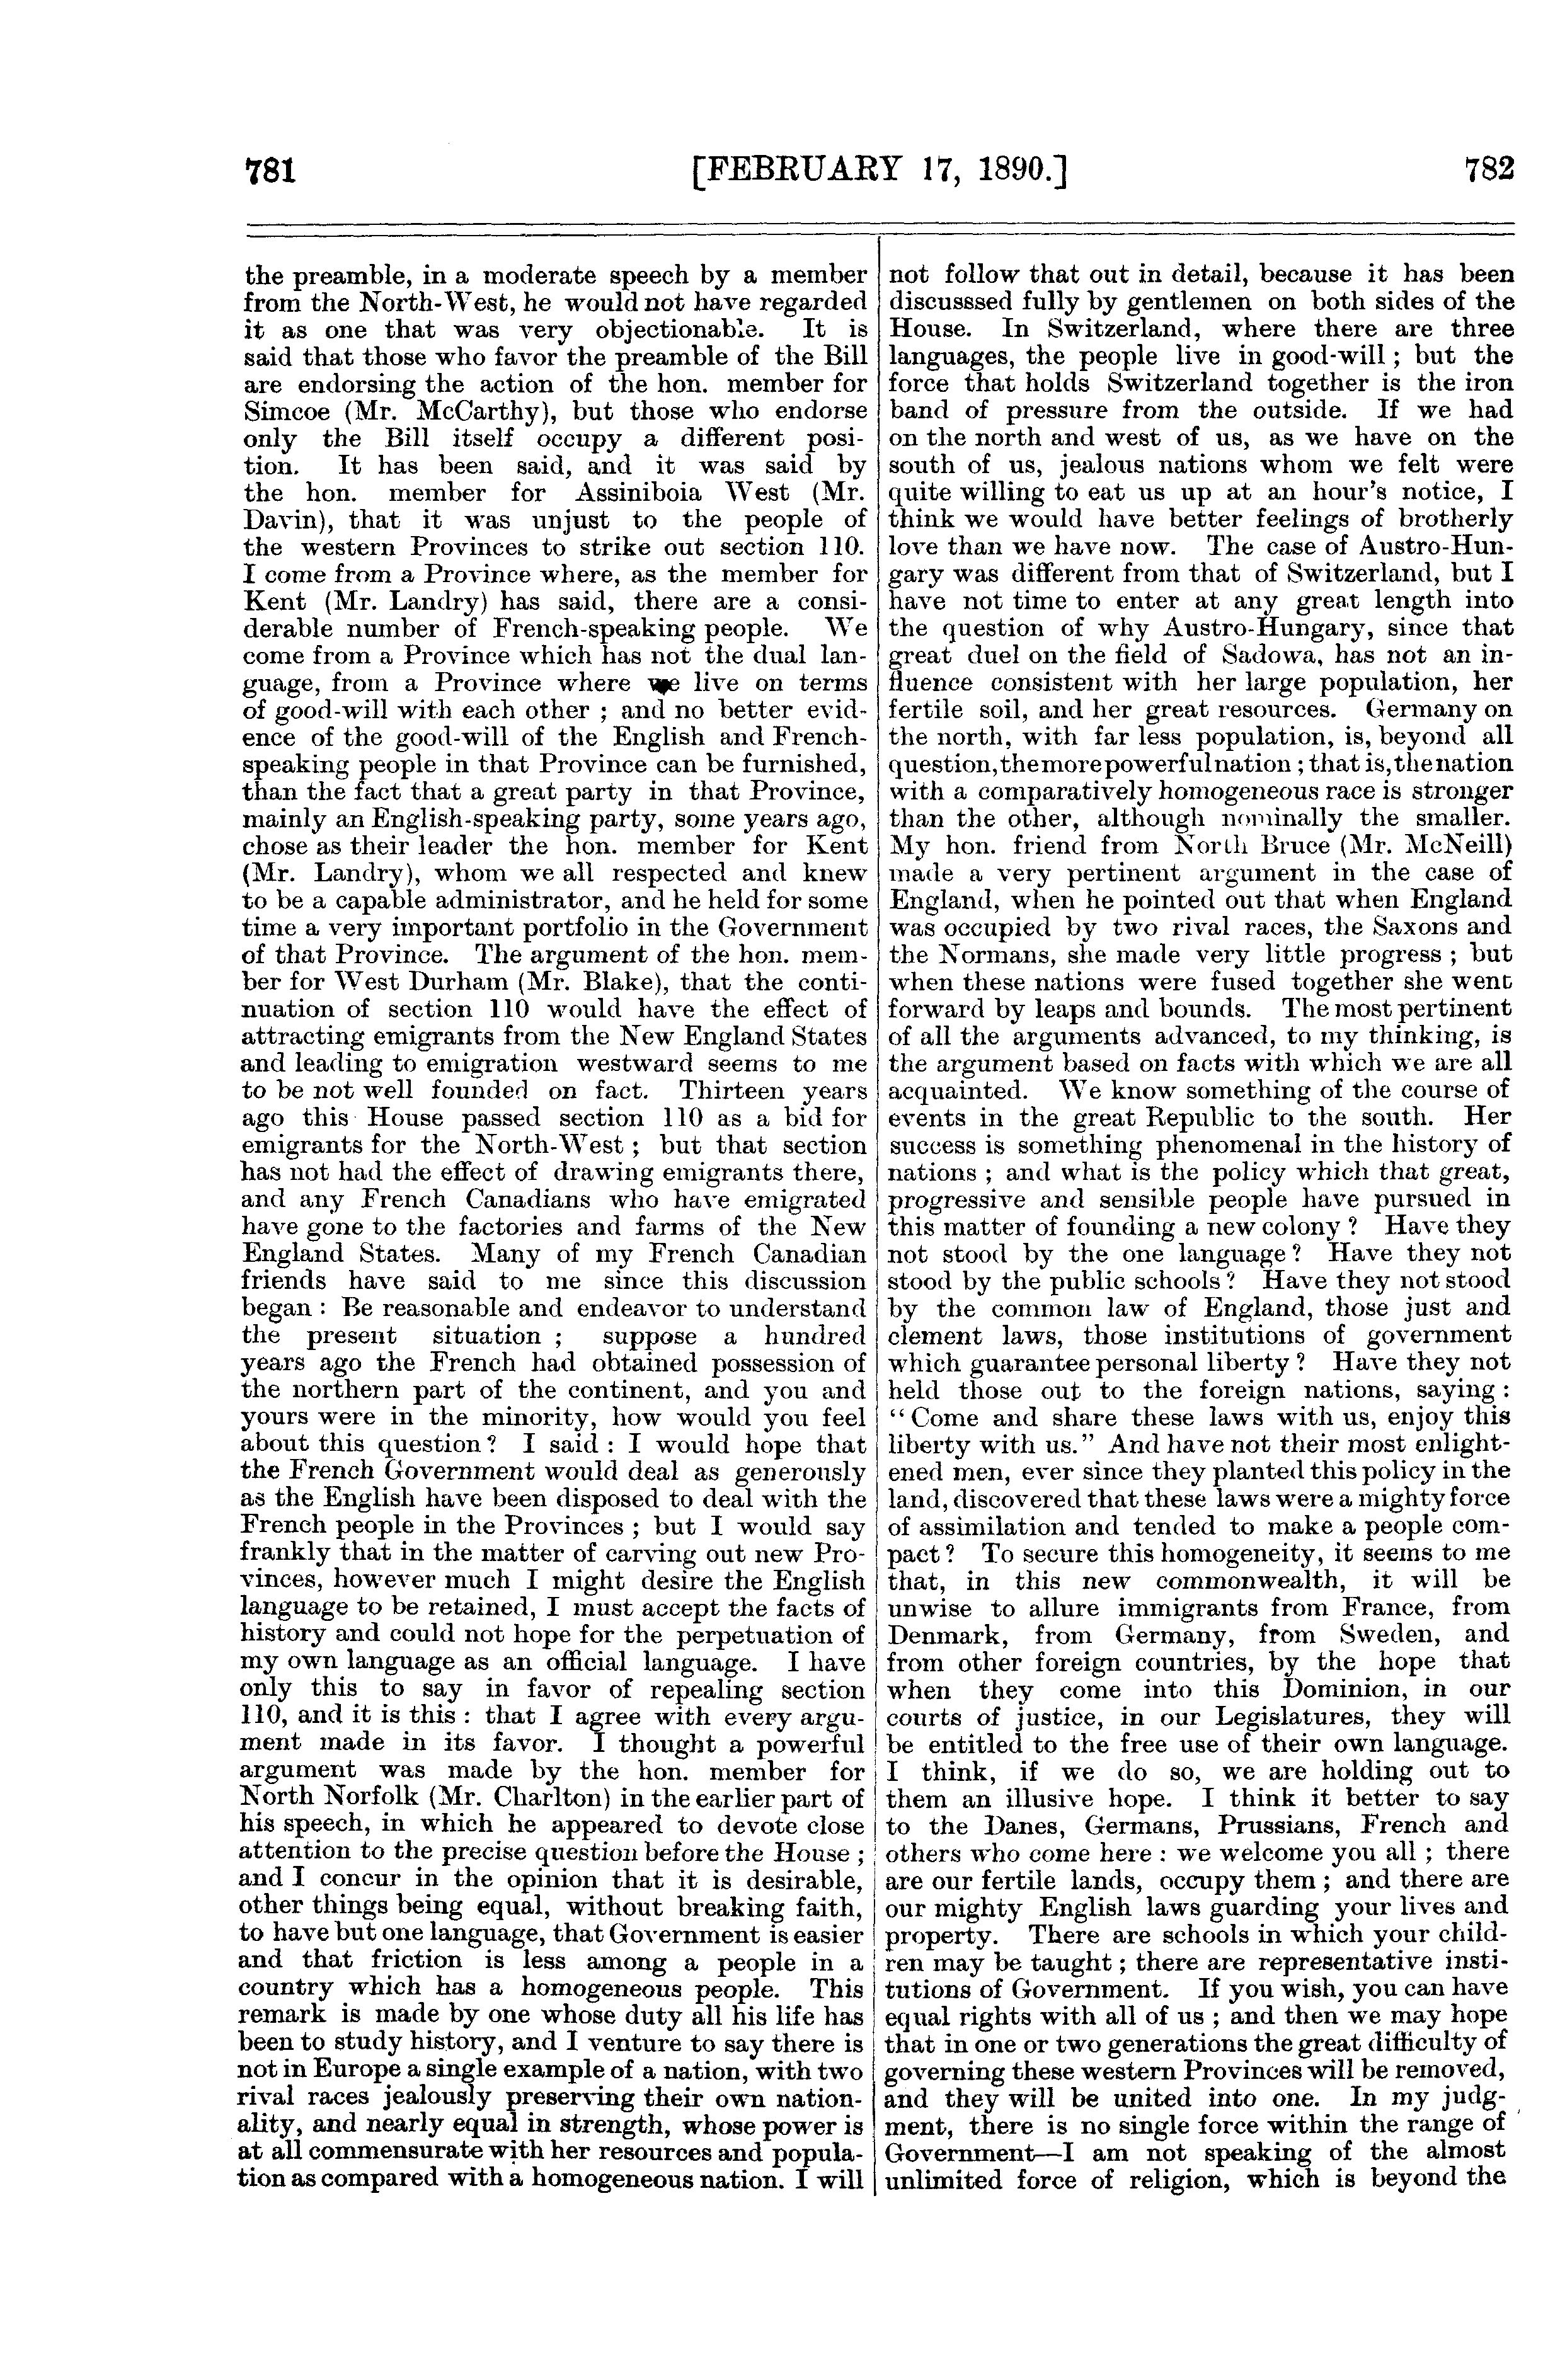 781 [FEBRUARY 17, 1890.] 782
the preamble, in a moderate speech by a member
from the North-West, he would not have regarded
it as one that was very objectionable. It is
said that those who favor the preamble of the Bill
are endorsing the action of the hon. member for
Simcoe (Mr. McCarthy), but those who endorse
only the Bill itself occupy a different posi-
tion. It has been said, and it was said by
the hon. member for Assiniboia West (Mr.
Davin), that it was unjust to the people of
the western Provinces to strike out section 110.
I come from a Province where, as the member for
Kent (Mr. Landry) has said, there are a consi-
derable number of French-speaking people. We
come from a Province which has not the dual lan-
guage, from a Province where we live on terms
of good-will with each other ; and no better evid-
ence of the good-will of the English and French-
speaking people in that Province can be furnished,
than the fact that a great party in that Province,
mainly an English-speaking party, some years ago,
chose as their leader the hon. member for Kent
(Mr. Landry), whom we all respected and knew
to be a capable administrator, and he held for some
time a very important portfolio in the Government
of that Province. The argument of the hon. mem-
ber for West Durham (Mr. Blake), that the conti-
nuation of section 110 would have the effect of
attracting emigrants from the New England States
and leading to emigration westward seems to me
to be not well founded on fact. Thirteen years
ago this House passed section 110 as a bid for
emigrants for the North-West ; but that section
has not had the effect of drawing emigrants there,
and any French Canadians who have emigrated
have gone to the factories and farms of the New
England States. Many of my French Canadian
friends have said to me since this discussion
began : Be reasonable and endeavor to understand
the present situation ; suppose a hundred
years ago the French had obtained possession of
the northern part of the continent, and you and
yours were in the minority, how would you feel
about this question ? I said : I would hope that
the French Government would deal as generously
as the English have been disposed to deal with the
French people in the Provinces ; but I would say
frankly that in the matter of carving out new Pro-
vinces, however much I might desire the English
language to be retained, I must accept the facts of
history and could not hope for the perpetuation of
my own language as an official language. I have
only this to say in favor of repealing section
110, and it is this : that I agree with every argu-
ment made in its favor. I thought a powerful
argument was made by the hon. member for
North Norfolk (Mr. Charlton) in the earlier part of
his speech, in which he appeared to devote close
attention to the precise question before the House ;
and I concur in the opinion that it is desirable,
other things being equal, without breaking faith,
to have but one language, that Government is easier
and that friction is less among a people in a
country which has a homogeneous people. This
remark is made by one whose duty all his life has
been to study history, and I venture to say there is
not in Europe a single example of a nation, with two
rival races jealously preserving their own nation-
ality, and nearly equal in strength, whose power is
at all commensurate with her resources and popula-
tion as compared with a homogeneous nation. I will
not follow that out in detail, because it has been
discusssed fully by gentlemen on both sides of the
House. In Switzerland, where there are three
languages, the people live in good-will ; but the
force that holds Switzerland together is the iron
band of pressure from the outside. If we had
on the north and west of us, as we have on the
south of us, jealous nations whom we felt were
quite willing to eat us up at an hour's notice, I
think we would have better feelings of brotherly
love than we have now. The case of Austro-Hun-
gary was different from that of Switzerland, but I
have not time to enter at any great length into
the question of why Austro-Hungary, since that
great duel on the field of Sadowa, has not an in-
fluence consistent with her large population, her
fertile soil, and her great resources. Germany on
the north, with far less population, is, beyond all
question, the more powerful nation ; that is, the nation
with a comparatively homogeneous race is stronger
than the other, although nominally the smaller.
My hon. friend from North Bruce (Mr. McNeill)
made a very pertinent argument in the case of
England, when he pointed out that when England
was occupied by two rival races, the Saxons and
the Normans, she made very little progress ; but
when these nations were fused together she went
forward by leaps and bounds. The most pertinent
of all the arguments advanced, to my thinking, is
the argument based on facts with which we are all
acquainted. We know something of the course of
events in the great Republic to the south. Her
success is something phenomenal in the history of
nations ; and what is the policy which that great,
progressive and sensible people have pursued in
this matter of founding a new colony ? Have they
not stood by the one language ? Have they not
stood by the public schools ? Have they not stood
by the common law of England, those just and
clement laws, those institutions of government
which guarantee personal liberty ? Have they not
held those out to the foreign nations, saying :
"Come and share these laws with us, enjoy this
liberty with us." And have not their most enlight-
ened men, ever since they planted this policy in the
land, discovered that these laws were a mighty force
of assimilation and tended to make a people com-
pact ? To secure this homogeneity, it seems to me
that, in this new commonwealth, it will be
unwise to allure immigrants from France, from
Denmark, from Germany, from Sweden, and
from other foreign countries, by the hope that
when they come into this Dominion, in our
courts of justice, in our Legislatures, they will
be entitled to the free use of their own language.
I think, if we do so, we are holding out to
them an illusive hope. I think it better to say
to the Danes, Germans, Prussians, French and
others who come here : we welcome you all ; there
are our fertile lands, occupy them ; and there are
our mighty English laws guarding your lives and
property. There are schools in which your child-
ren may be taught ; there are representative insti-
tutions of Government. If you wish, you can have
equal rights with all of us ; and then we may hope
that in one or two generations the great difficulty of
governing these western Provinces will be removed,
and they will be united into one. In my judg-
ment, there is no single force within the range of
Government—I am not speaking of the almost
unlimited force of religion, which is beyond the